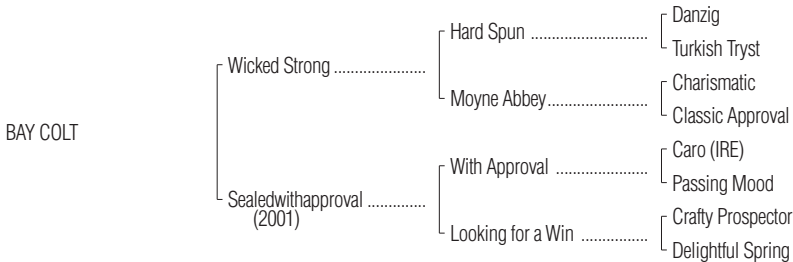 Danzig
Hard Spun ............................
Turkish Tryst
Wicked Strong ......................
Charismatic
Moyne Abbey........................
Classic Approval
BAY COLT
Caro (IRE)
With Approval ......................
Passing Mood
Sealedwithapproval ..............
(2001)
Crafty Prospector
Looking for a Win ................
Delightful Spring